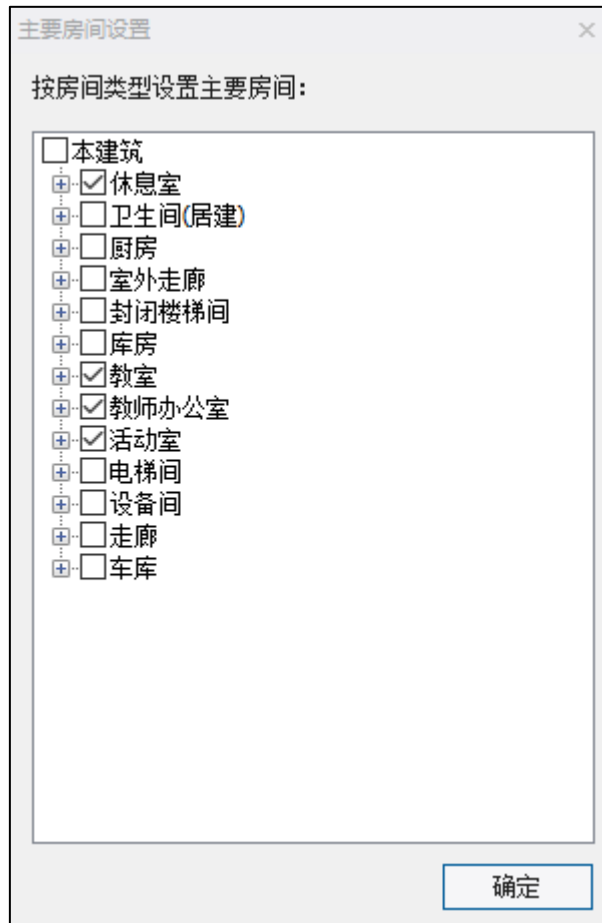 主要房间设置
按房间类型设置主要房间：
本建筑
休息室
卫生间(居建)
厨房
室外走廊
封闭楼梯间
库房
教室
教师办公室
活动室
电梯间
设备间
走廊
车库
确定